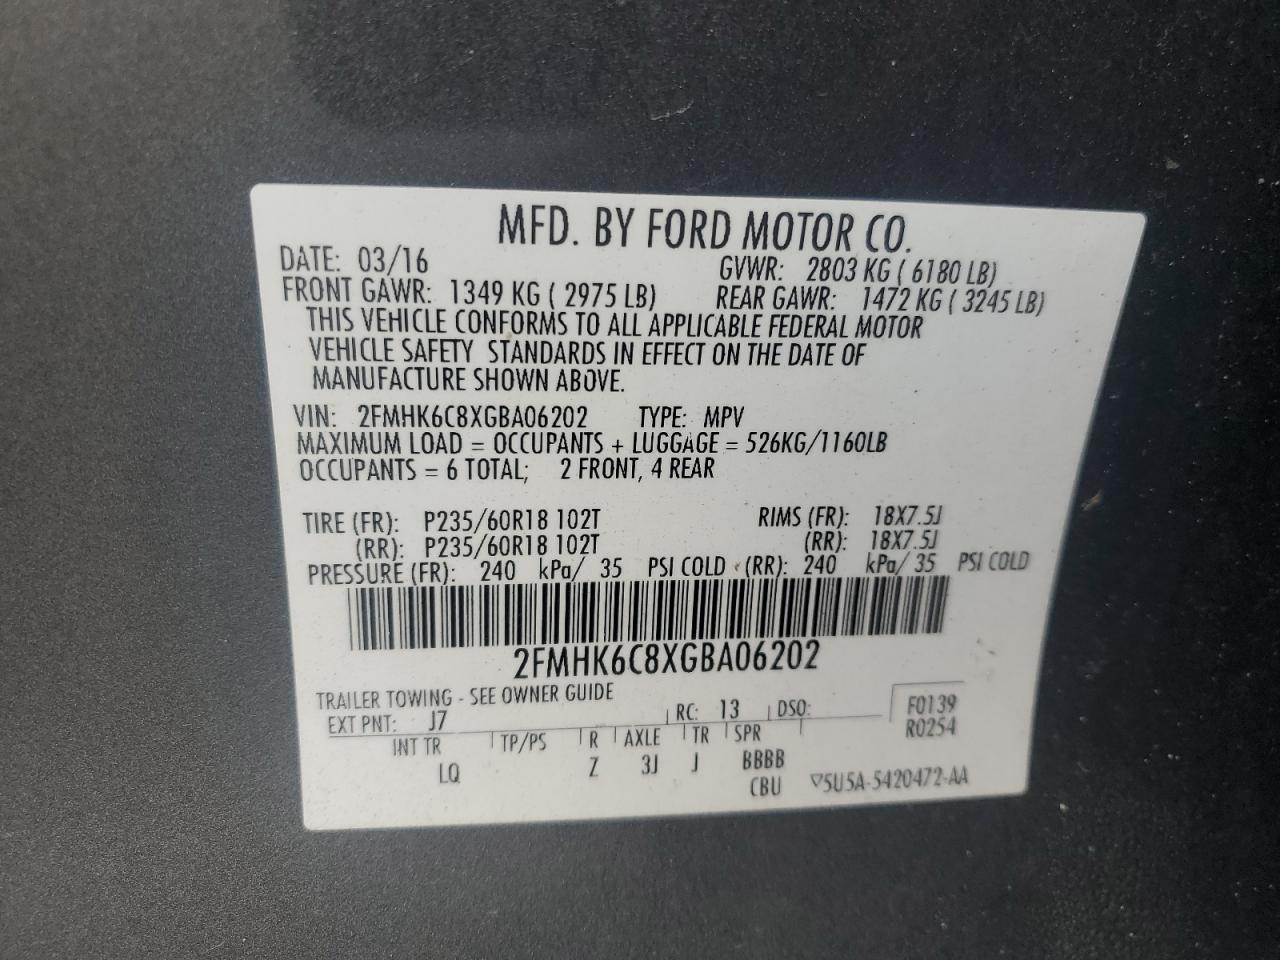 MFD. BY FORD MOTOR CO.
DATE: 03/16 GVWR: 2803 KG ( 6180 LB)
FRONT GAWR: 1349 KG ( 2975 LB) REAR GAWR: 1472 KG ( 3245 LB)
THIS VEHICLE CONFORMS TO ALL APPLICABLE FEDERAL MOTOR
VEHICLE SAFETY STANDARDS IN EFFECT ON THE DATE OF
MANUFACTURE SHOWN ABOVE.
VIN: 2FMHK6C8XGBA06202 TYPE: MPV
MAXIMUM LOAD = OCCUPANTS + LUGGAGE = 526KG/1160LB
OCCUPANTS = 6 TOTAL; 2 FRONT, 4 REAR
TIRE (FR): P235/60R18 102T RIMS (FR): 18X7.5J
(RR): P235/60R18 102T (RR): 18X7.5J
PRESSURE (FR): 240 kPa/ 35 PSI COLD (RR): 240 kPa/ 35 PSI COLD
2FMHK6C8XGBA06202
TRAILER TOWING - SEE OWNER GUIDE
EXT PNT: J7 RC: 13 DSO: F0139
R0254
INT TR TP/PS R AXLE TR SPR
LQ Z 3J J BBBB
CBU ▽5U5A-5420472-AA